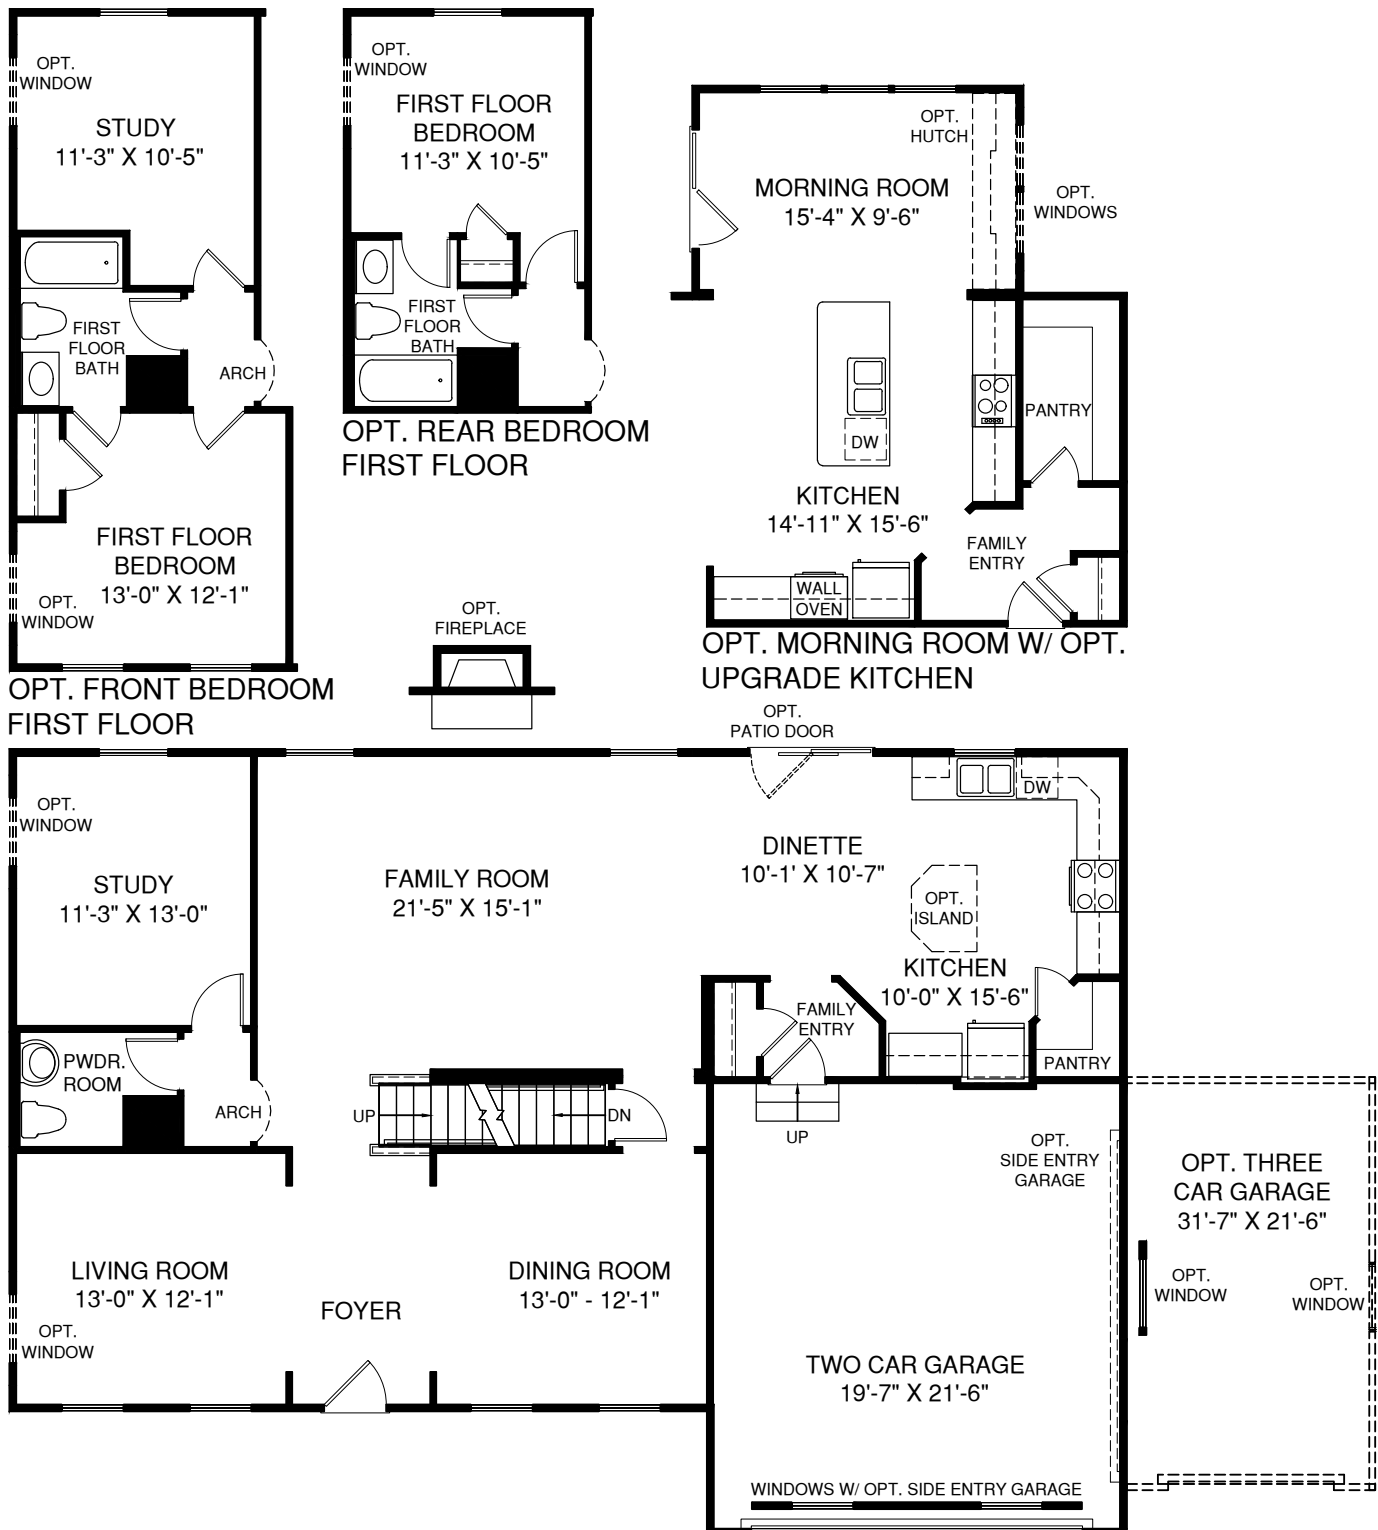 OPT.
WINDOW
STUDY
11'-3" X 10'-5"
FIRST
FLOOR
BATH
ARCH
FIRST FLOOR
BEDROOM
13'-0" X 12'-1"
OPT.
WINDOW
OPT. FRONT BEDROOM
FIRST FLOOR
OPT.
WINDOW
FIRST FLOOR
BEDROOM
11'-3" X 10'-5"
FIRST
FLOOR
BATH
OPT. REAR BEDROOM
FIRST FLOOR
OPT.
FIREPLACE
OPT.
HUTCH
MORNING ROOM
15'-4" X 9'-6"
OPT.
WINDOWS
PANTRY
DW
KITCHEN
14'-11" X 15'-6"
FAMILY
ENTRY
WALL
OVEN
OPT. MORNING ROOM W/ OPT.
UPGRADE KITCHEN
OPT.
PATIO DOOR
OPT.
WINDOW
STUDY
11'-3" X 13'-0"
FAMILY ROOM
21'-5" X 15'-1"
DINETTE
10'-1' X 10'-7"
DW
OPT.
ISLAND
KITCHEN
10'-0" X 15'-6"
FAMILY
ENTRY
PANTRY
PWDR.
ROOM
ARCH
UP
DN
UP
OPT.
SIDE ENTRY
GARAGE
OPT. THREE
CAR GARAGE
31'-7" X 21'-6"
LIVING ROOM
13'-0" X 12'-1"
OPT.
WINDOW
FOYER
DINING ROOM
13'-0" - 12'-1"
OPT.
WINDOW
OPT.
WINDOW
TWO CAR GARAGE
19'-7" X 21'-6"
WINDOWS W/ OPT. SIDE ENTRY GARAGE